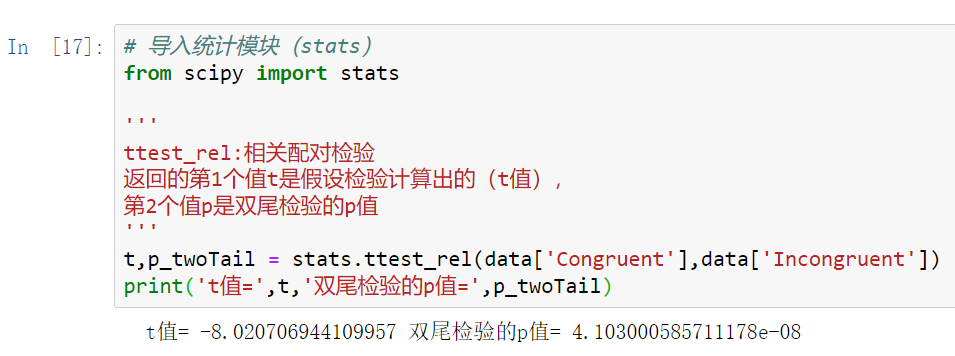 In [17]:
# 导入统计模块（stats）
from scipy import stats
'''
ttest_rel:相关配对检验
返回的第1个值t是假设检验计算出的（t值），
第2个值p是双尾检验的p值
'''
t,p_twoTail = stats.ttest_rel(data['Congruent'],data['Incongruent'])
print('t值=',t,'双尾检验的p值=',p_twoTail)
t值= -8.020706944109957 双尾检验的p值= 4.103000585711178e-08